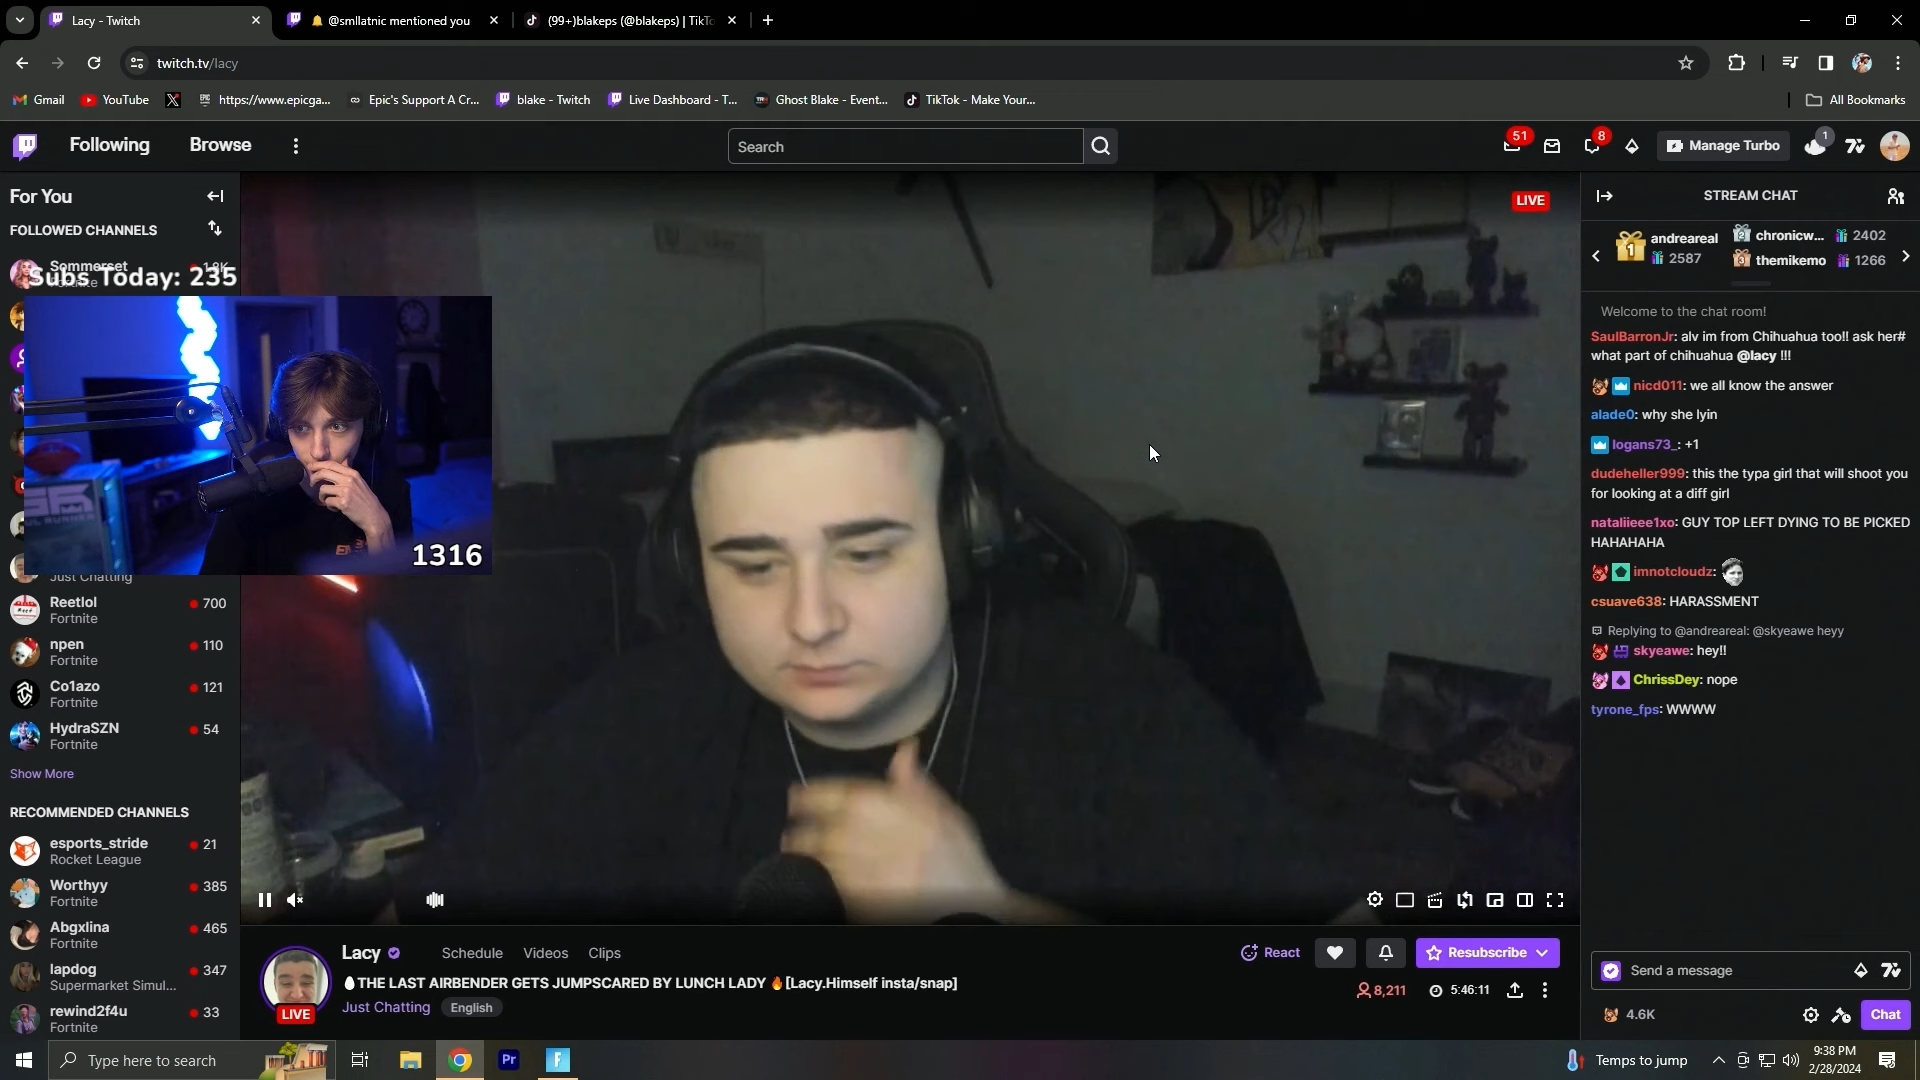 Lacy - Twitch
@smllatnic mentioned you
(99+)blakeps (@blakeps) | TikTo
twitch.tv/lacy
Gmail
YouTube
https://www.epicga...
Epic's Support A Cr...
blake - Twitch
Live Dashboard - T...
Ghost Blake - Event...
TikTok - Make Your...
All Bookmarks
Following
Browse
Search
51
8
Manage Turbo
1
For You
FOLLOWED CHANNELS
Sommerset
Subs Today: 235
1316
Just Chatting
Reetlol
700
Fortnite
npen
110
Fortnite
Co1azo
121
Fortnite
HydraSZN
54
Fortnite
Show More
RECOMMENDED CHANNELS
esports_stride
21
Rocket League
Worthyy
385
Fortnite
Abgxlina
465
Fortnite
lapdog
347
Supermarket Simul...
rewind2f4u
33
Fortnite
LIVE
Lacy
Schedule
Videos
Clips
React
Resubscribe
🥚THE LAST AIRBENDER GETS JUMPSCARED BY LUNCH LADY 🔥[Lacy.Himself insta/snap]
Just Chatting
English
8,211
5:46:11
LIVE
STREAM CHAT
1
andreareal
2587
2
chronicw...
2402
3
themikemo
1266
Welcome to the chat room!
SaulBarronJr: alv im from Chihuahua too!! ask her#
what part of chihuahua @lacy !!!
nicd011: we all know the answer
alade0: why she lyin
logans73_: +1
dudeheller999: this the typa girl that will shoot you
for looking at a diff girl
nataliieee1xo: GUY TOP LEFT DYING TO BE PICKED
HAHAHAHA
imnotcloudz:
csuave638: HARASSMENT
Replying to @andreareal: @skyeawe heyy
skyeawe: hey!!
ChrissDey: nope
tyrone_fps: WWWW
Send a message
4.6K
Chat
Type here to search
Pr
Temps to jump
9:38 PM
2/28/2024